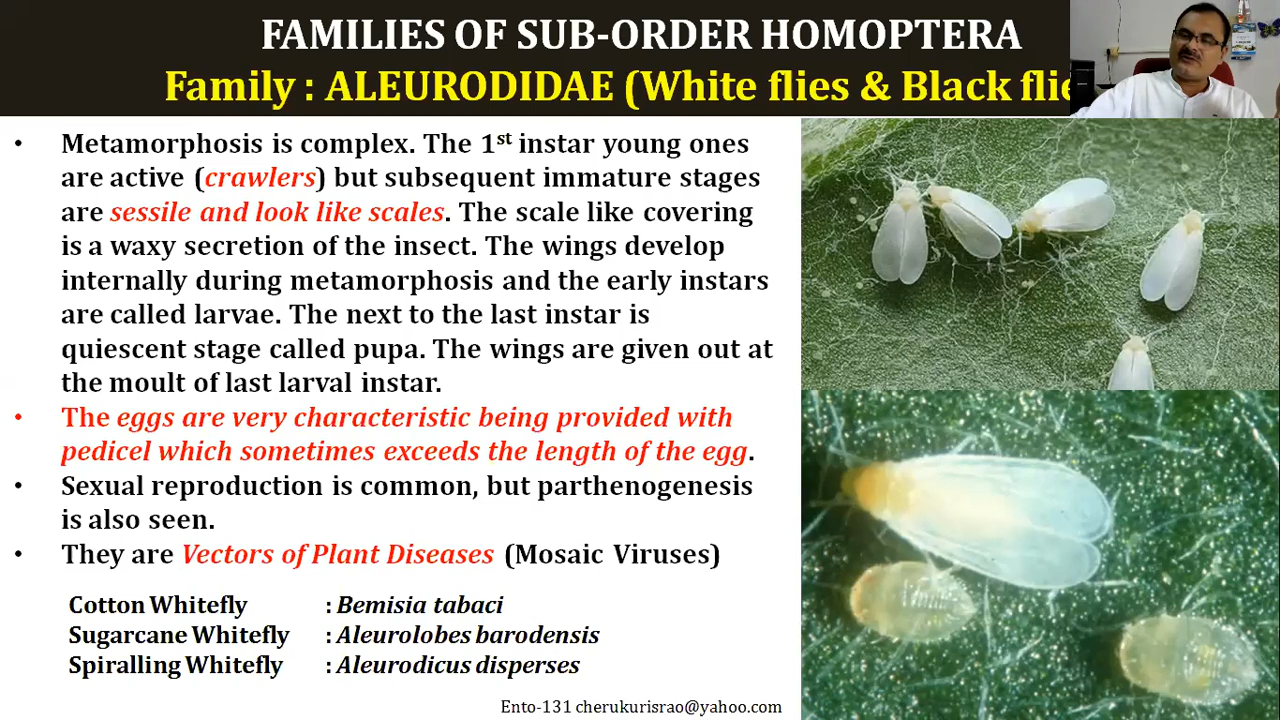 FAMILIES OF SUB-ORDER HOMOPTERA
Family : ALEURODIDAE (White flies & Black flie
• Metamorphosis is complex. The 1st instar young ones
are active (crawlers) but subsequent immature stages
are sessile and look like scales. The scale like covering
is a waxy secretion of the insect. The wings develop
internally during metamorphosis and the early instars
are called larvae. The next to the last instar is
quiescent stage called pupa. The wings are given out at
the moult of last larval instar.
• The eggs are very characteristic being provided with
pedicel which sometimes exceeds the length of the egg.
• Sexual reproduction is common, but parthenogenesis
is also seen.
• They are Vectors of Plant Diseases (Mosaic Viruses)
Cotton Whitefly : Bemisia tabaci
Sugarcane Whitefly : Aleurolobes barodensis
Spiralling Whitefly : Aleurodicus disperses
Ento-131 cherukurisrao@yahoo.com